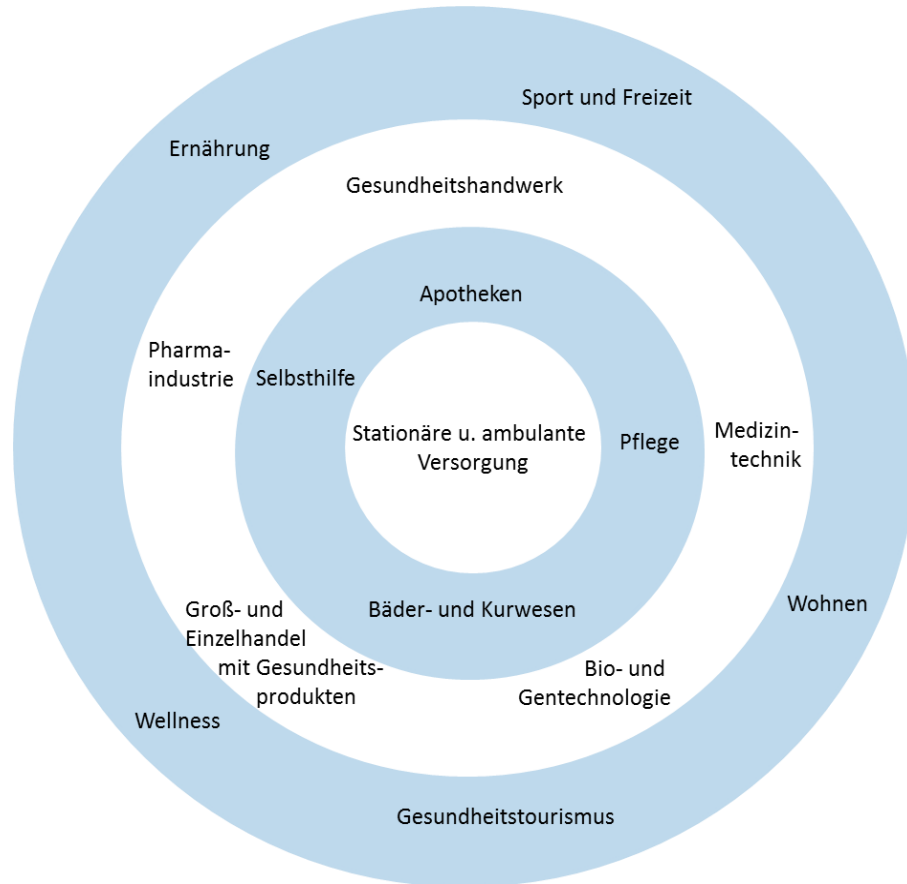 Sport und Freizeit
Ernährung
Gesundheitshandwerk
Apotheken
Pharma-
industrie
Selbsthilfe
Stationäre u. ambulante
Versorgung
Pflege
Medizin-
technik
Bäder- und Kurwesen
Wohnen
Groß- und
Einzelhandel
mit Gesundheits-
produkten
Bio- und
Gentechnologie
Wellness
Gesundheitstourismus